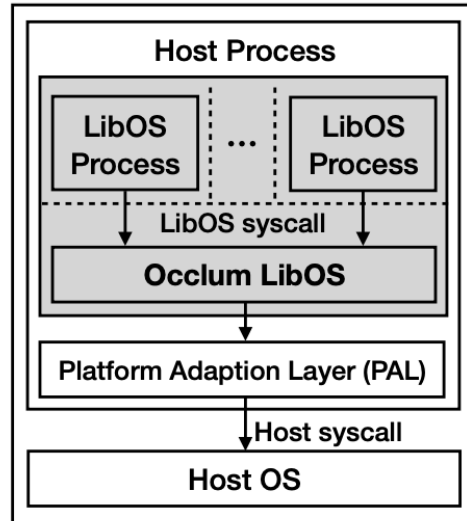 Host Process
LibOS
Process
...
LibOS
Process
LibOS syscall
Occlum LibOS
Platform Adaption Layer (PAL)
Host syscall
Host OS